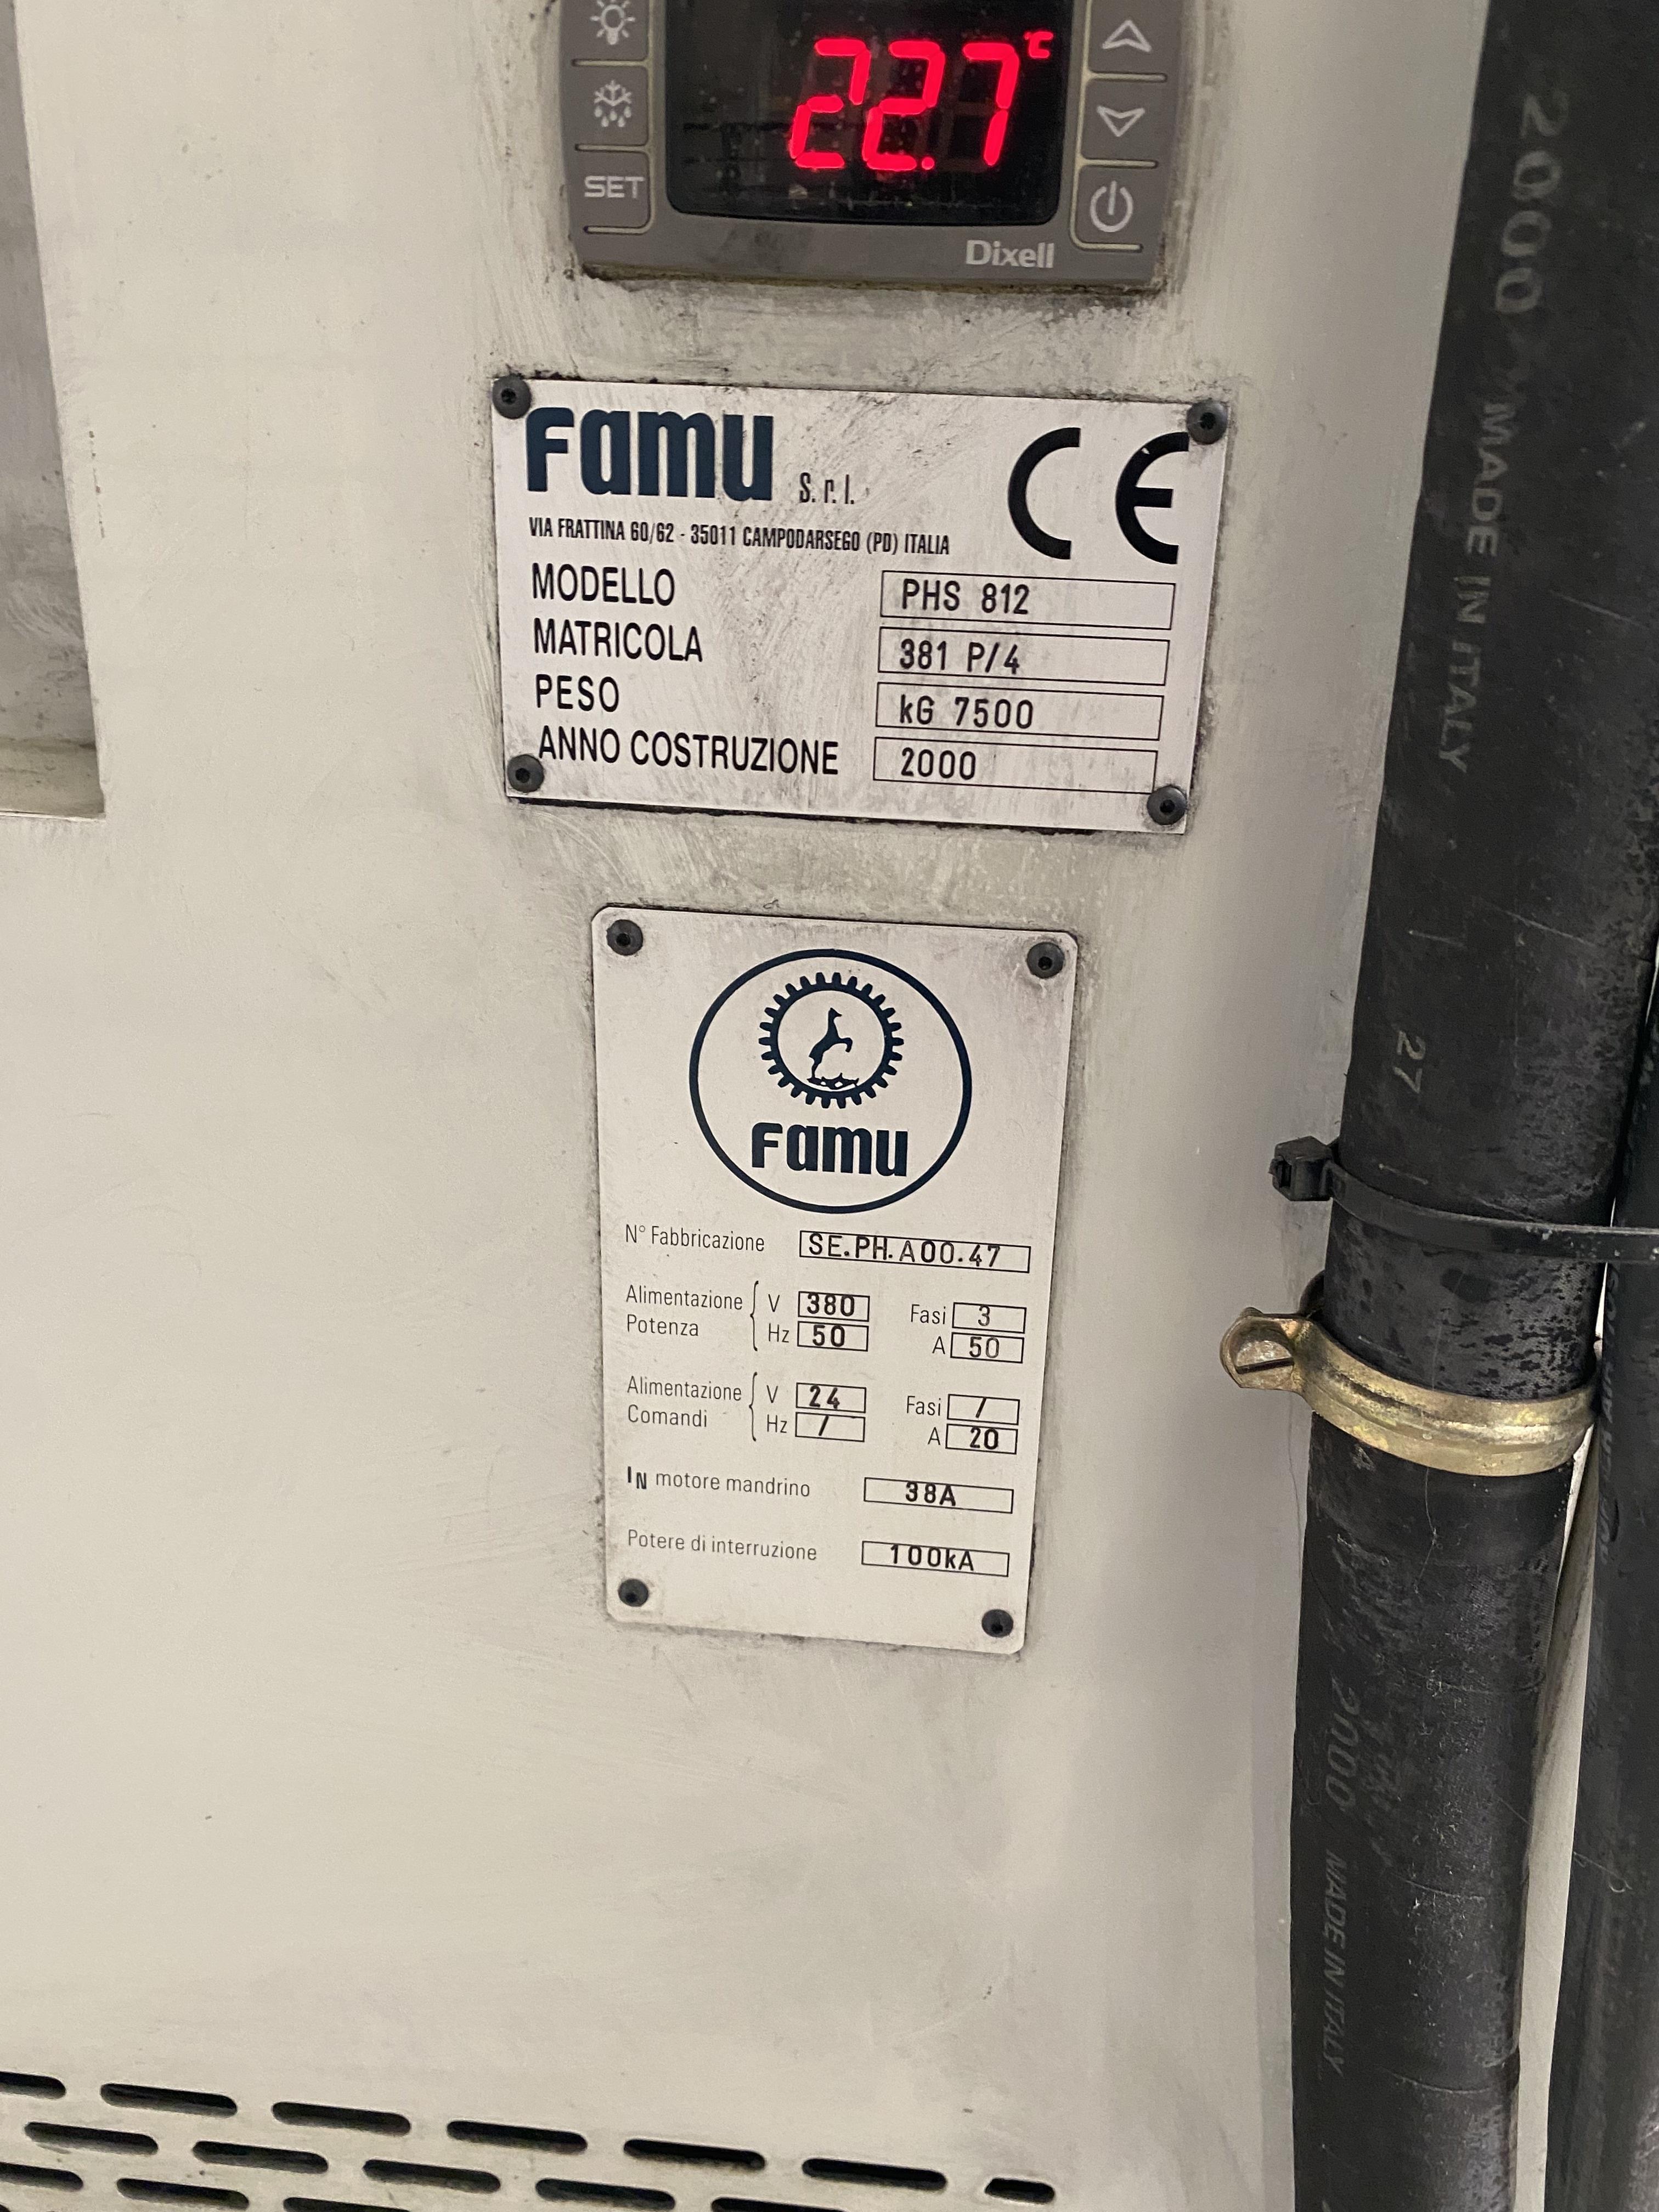 22.7 °C
SET
Dixell
Famu S.r.l.
CE
VIA FRATTINA 60/62 - 35011 CAMPODARSEGO (PD) ITALIA
MODELLO PHS 812
MATRICOLA 381 P/4
PESO kG 7500
ANNO COSTRUZIONE 2000
Famu
N° Fabbricazione SE.PH.A00.47
Alimentazione Potenza
V 380 Fasi 3
Hz 50 A 50
Alimentazione Comandi
V 24 Fasi /
Hz / A 20
IN motore mandrino 38A
Potere di interruzione 100kA
2000 MADE IN ITALY
27
2000 MADE IN ITALY